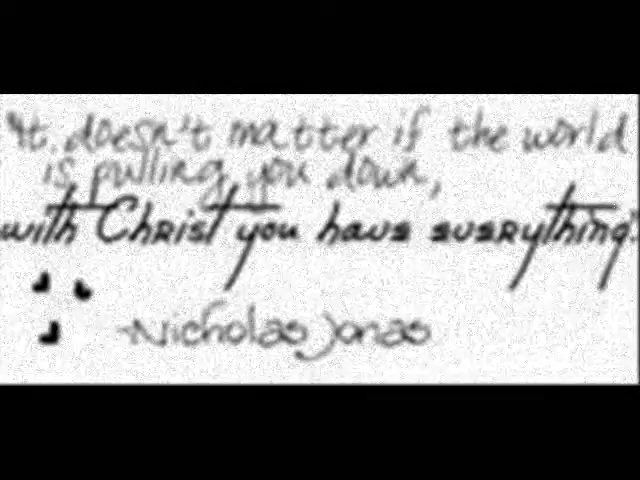 "It doesn't matter if the world
is pulling you down,
with Christ you have everything.
-Nicholas Jonas